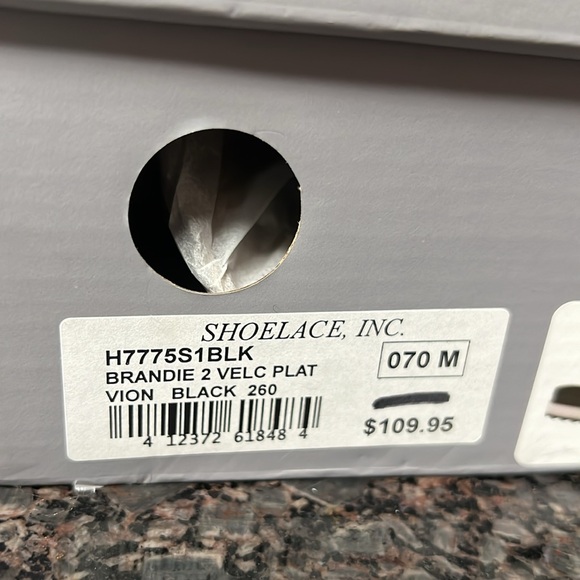 SHOELACE, INC.
H7775S1BLK
070 M
BRANDIE 2 VELC PLAT
VION BLACK 260
4 12372 61848 4
$109.95